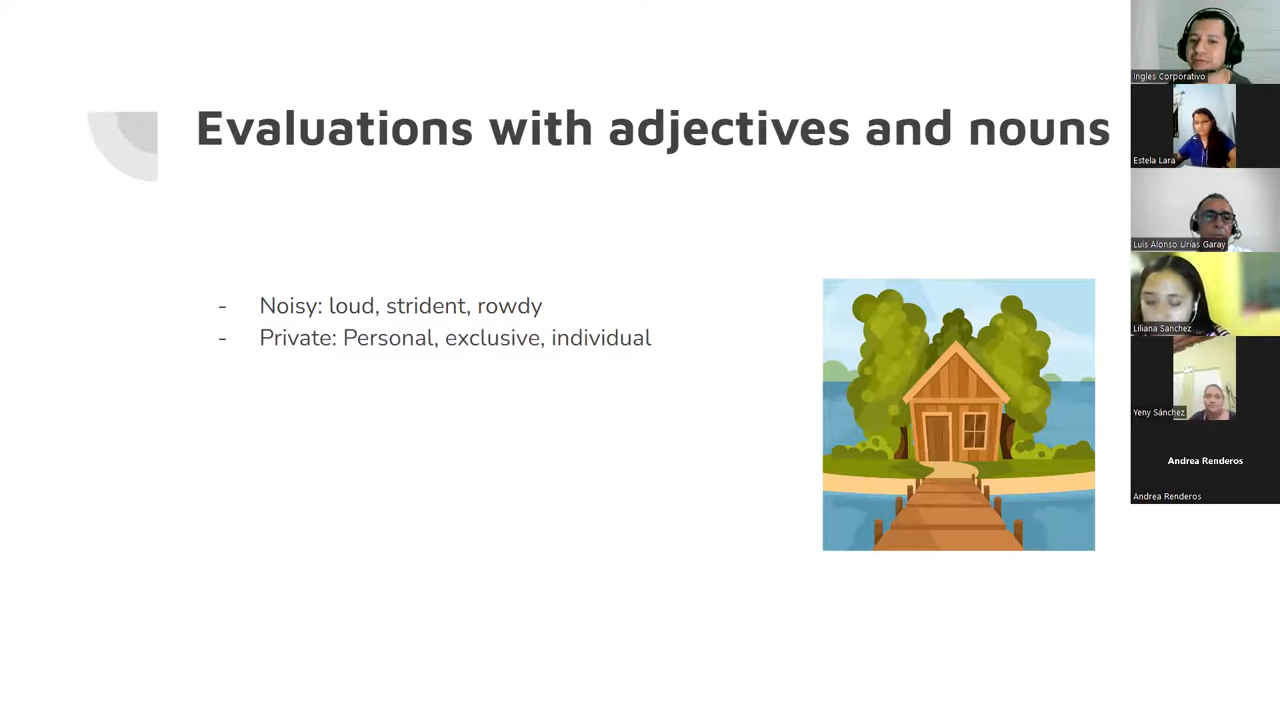 Evaluations with adjectives and nouns
- Noisy: loud, strident, rowdy
- Private: Personal, exclusive, individual
Ingles Corporativo
Estela Lara
Luis Alonso Urías Garay
Liliana Sanchez
Yeny Sánchez
Andrea Renderos
Andrea Renderos